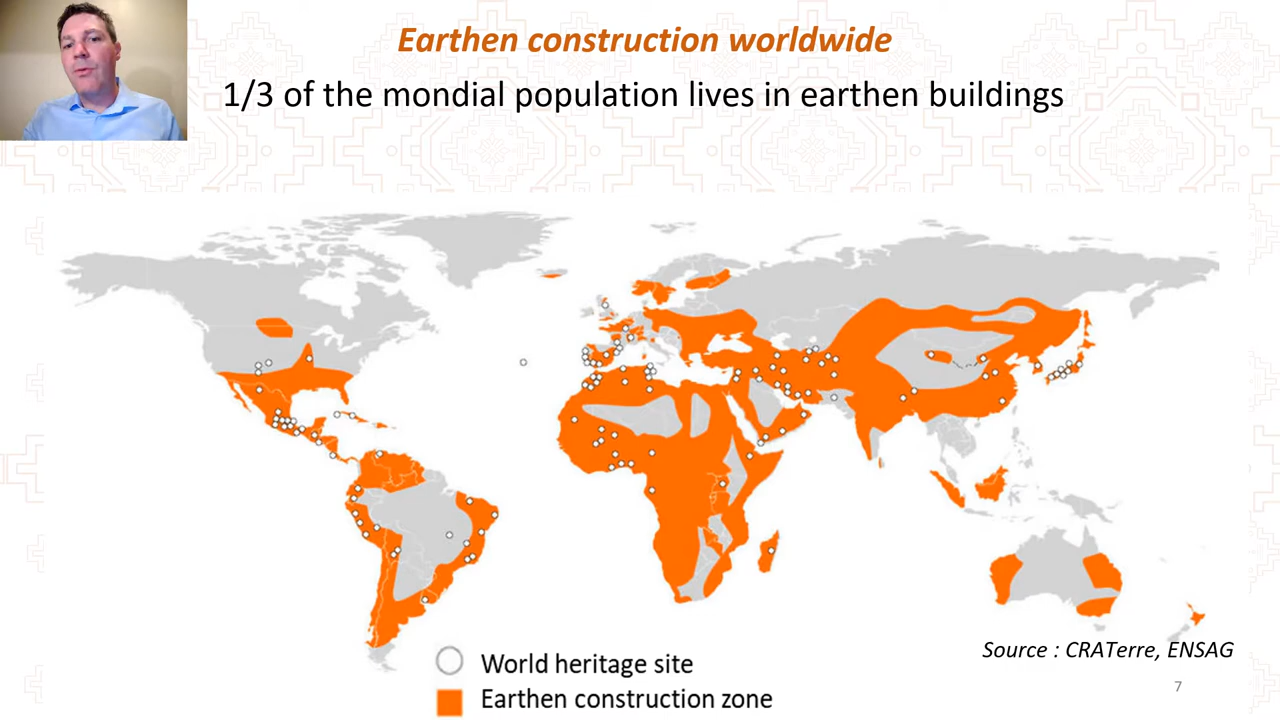 Earthen construction worldwide
1/3 of the mondial population lives in earthen buildings
World heritage site
Earthen construction zone
Source : CRATerre, ENSAG
7